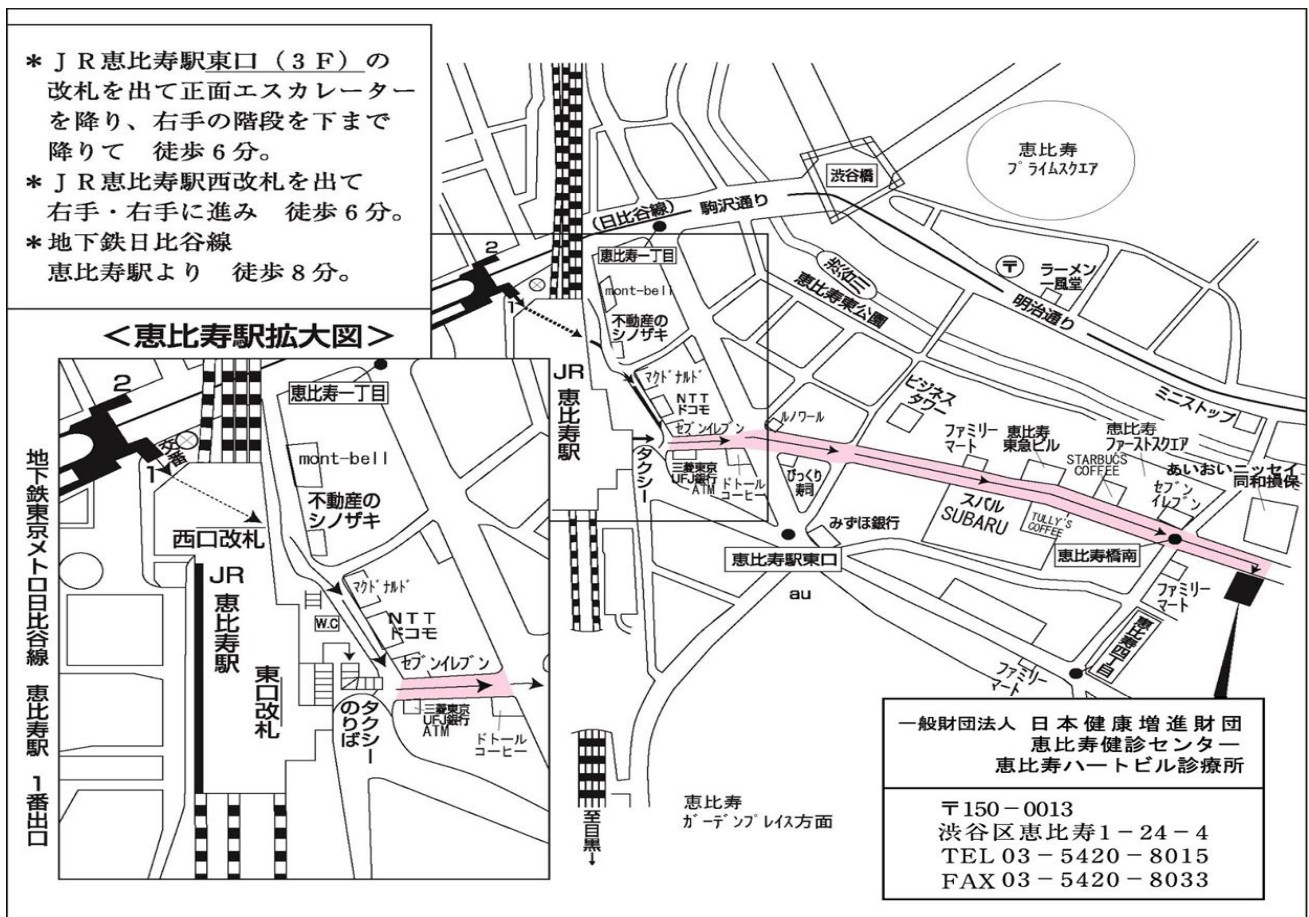 ＊ＪＲ恵比寿駅東口（３Ｆ）の
改札を出て正面エスカレーター
を降り、右手の階段を下まで
降りて　徒歩６分。
＊ＪＲ恵比寿駅西改札を出て
右手・右手に進み　徒歩６分。
＊地下鉄日比谷線
恵比寿駅より　徒歩８分。
＜恵比寿駅拡大図＞
2
恵比寿一丁目
交番
1
mont-bell
不動産の
シノザキ
西口改札
JR
恵比寿駅
マクドナルド
W.C
NTT
ドコモ
東口改札
セブンイレブン
タクシー
のりば
三菱東京
UFJ銀行
ATM
ドトール
コーヒー
地下鉄東京メトロ日比谷線　恵比寿駅　１番出口
恵比寿
プライムスクエア
渋谷橋
(日比谷線)
駒沢通り
2
恵比寿一丁目
1
mont-bell
不動産の
シノザキ
渋谷川
恵比寿東公園
〒
ラーメン
一風堂
明治通り
JR
恵比寿駅
マクドナルド
NTT
ドコモ
セブンイレブン
ルノワール
タクシー
三菱東京
UFJ銀行
ATM
ドトール
コーヒー
びっくり
寿司
ビジネス
タワー
ミニストップ
ファミリー
マート
恵比寿
東急ビル
恵比寿
ファーストスクエア
STARBUCS
COFFEE
あいおいニッセイ
同和損保
セブン
イレブン
スバル
SUBARU
TULLY'S
COFFEE
みずほ銀行
恵比寿駅東口
恵比寿橋南
au
ファミリー
マート
恵比寿四丁目
ファミリー
マート
至目黒→
恵比寿
ガーデンプレイス方面
一般財団法人 日本健康増進財団
恵比寿健診センター
恵比寿ハートビル診療所
〒150－0013
渋谷区恵比寿1－24－4
TEL 03－5420－8015
FAX 03－5420－8033